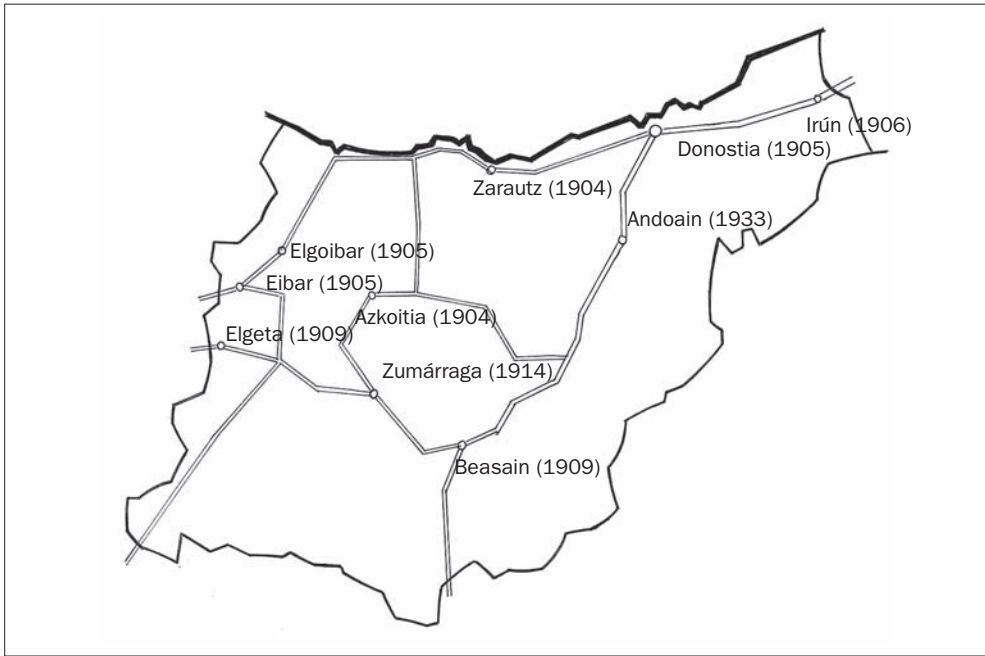 Irún (1906)
Donostia (1905)
Zarautz (1904)
Andoain (1933)
Elgoibar (1905)
Eibar (1905)
Azkoitia (1904)
Elgeta (1909)
Zumárraga (1914)
Beasain (1909)